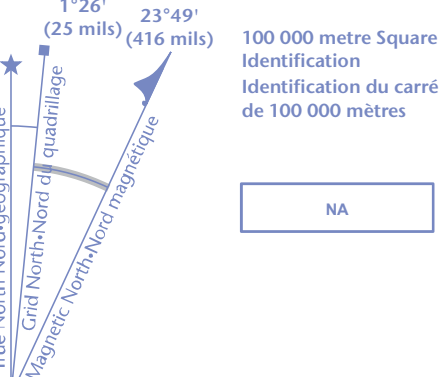 1°26'
(25 mils)
23°49'
(416 mils)
True North•Nord•géographique
Grid North•Nord du quadrillage
Magnetic North•Nord magnétique
100 000 metre Square
Identification
Identification du carré
de 100 000 mètres
NA